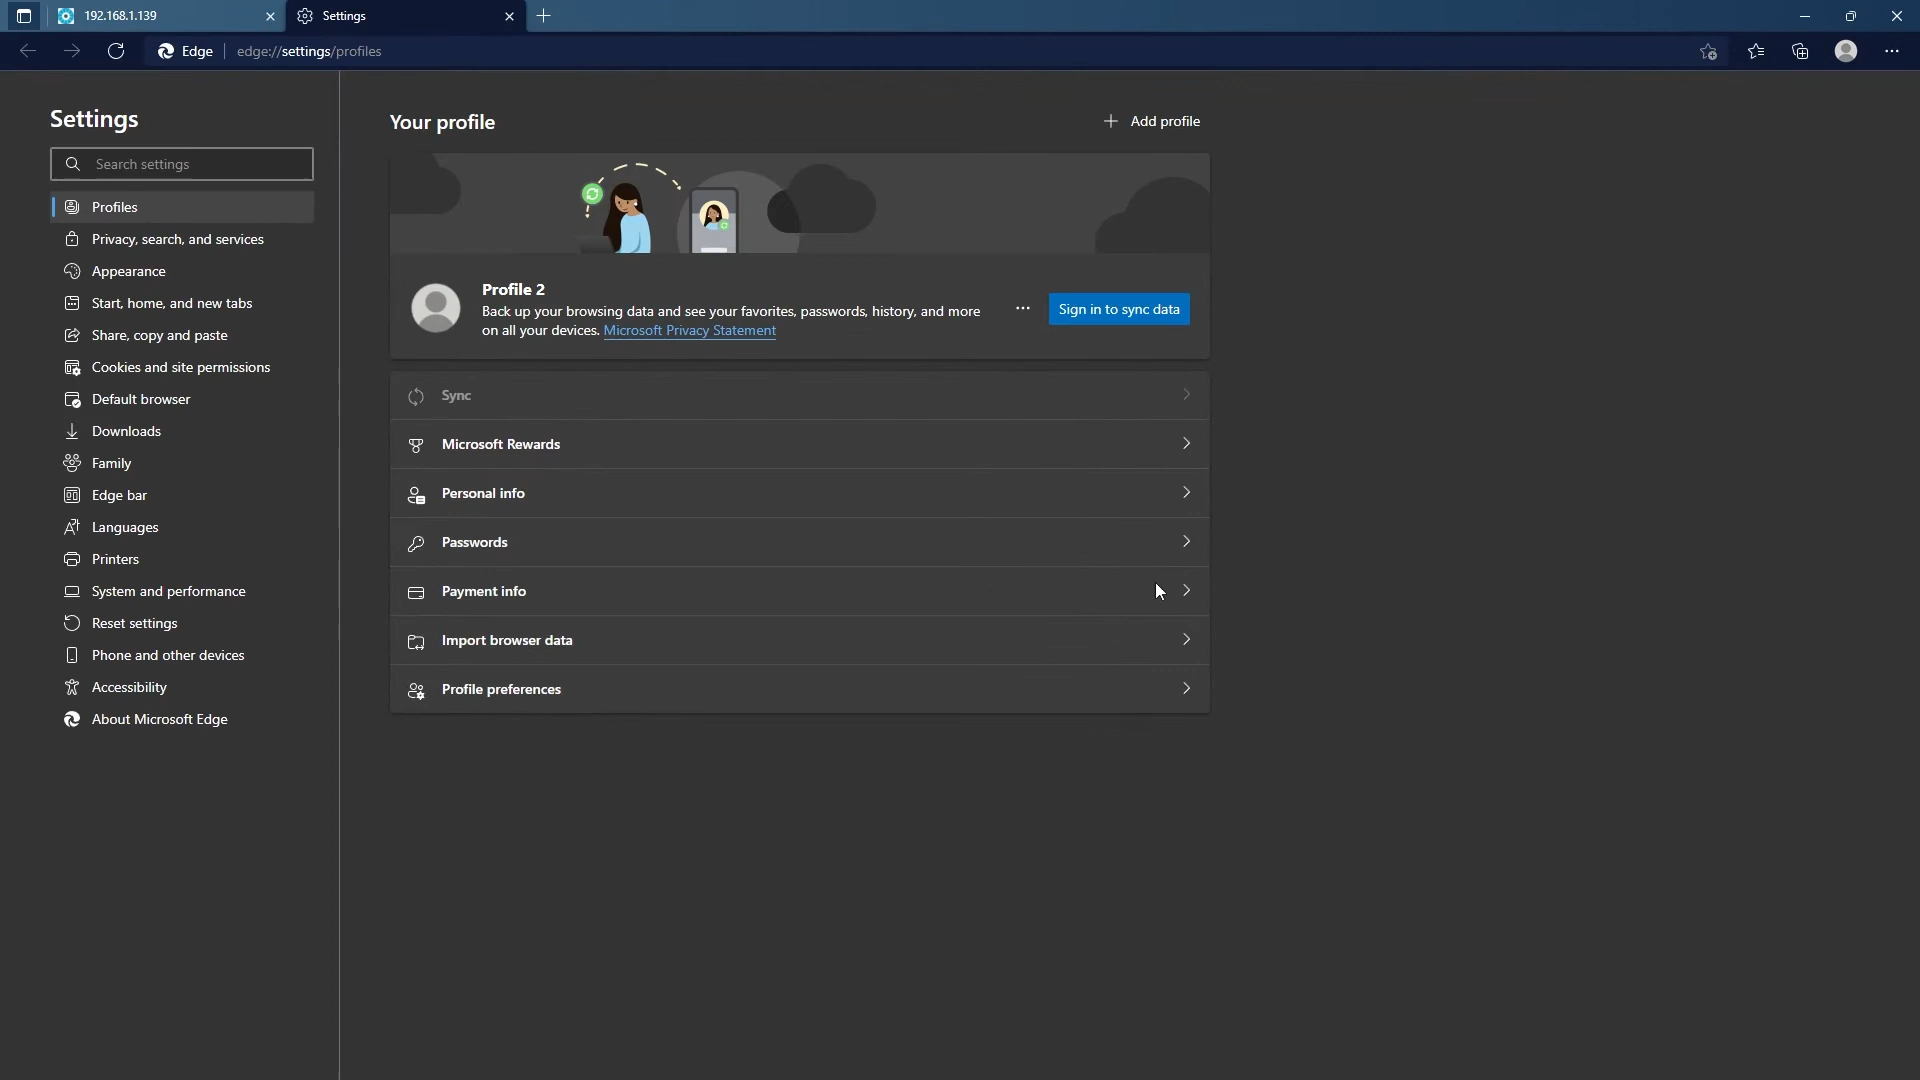 192.168.1.139
Settings
Edge
edge://settings/profiles
Settings
Search settings
Profiles
Privacy, search, and services
Appearance
Start, home, and new tabs
Share, copy and paste
Cookies and site permissions
Default browser
Downloads
Family
Edge bar
Languages
Printers
System and performance
Reset settings
Phone and other devices
Accessibility
About Microsoft Edge
Your profile
Add profile
Profile 2
Back up your browsing data and see your favorites, passwords, history, and more
on all your devices. Microsoft Privacy Statement
Sign in to sync data
Sync
Microsoft Rewards
Personal info
Passwords
Payment info
Import browser data
Profile preferences